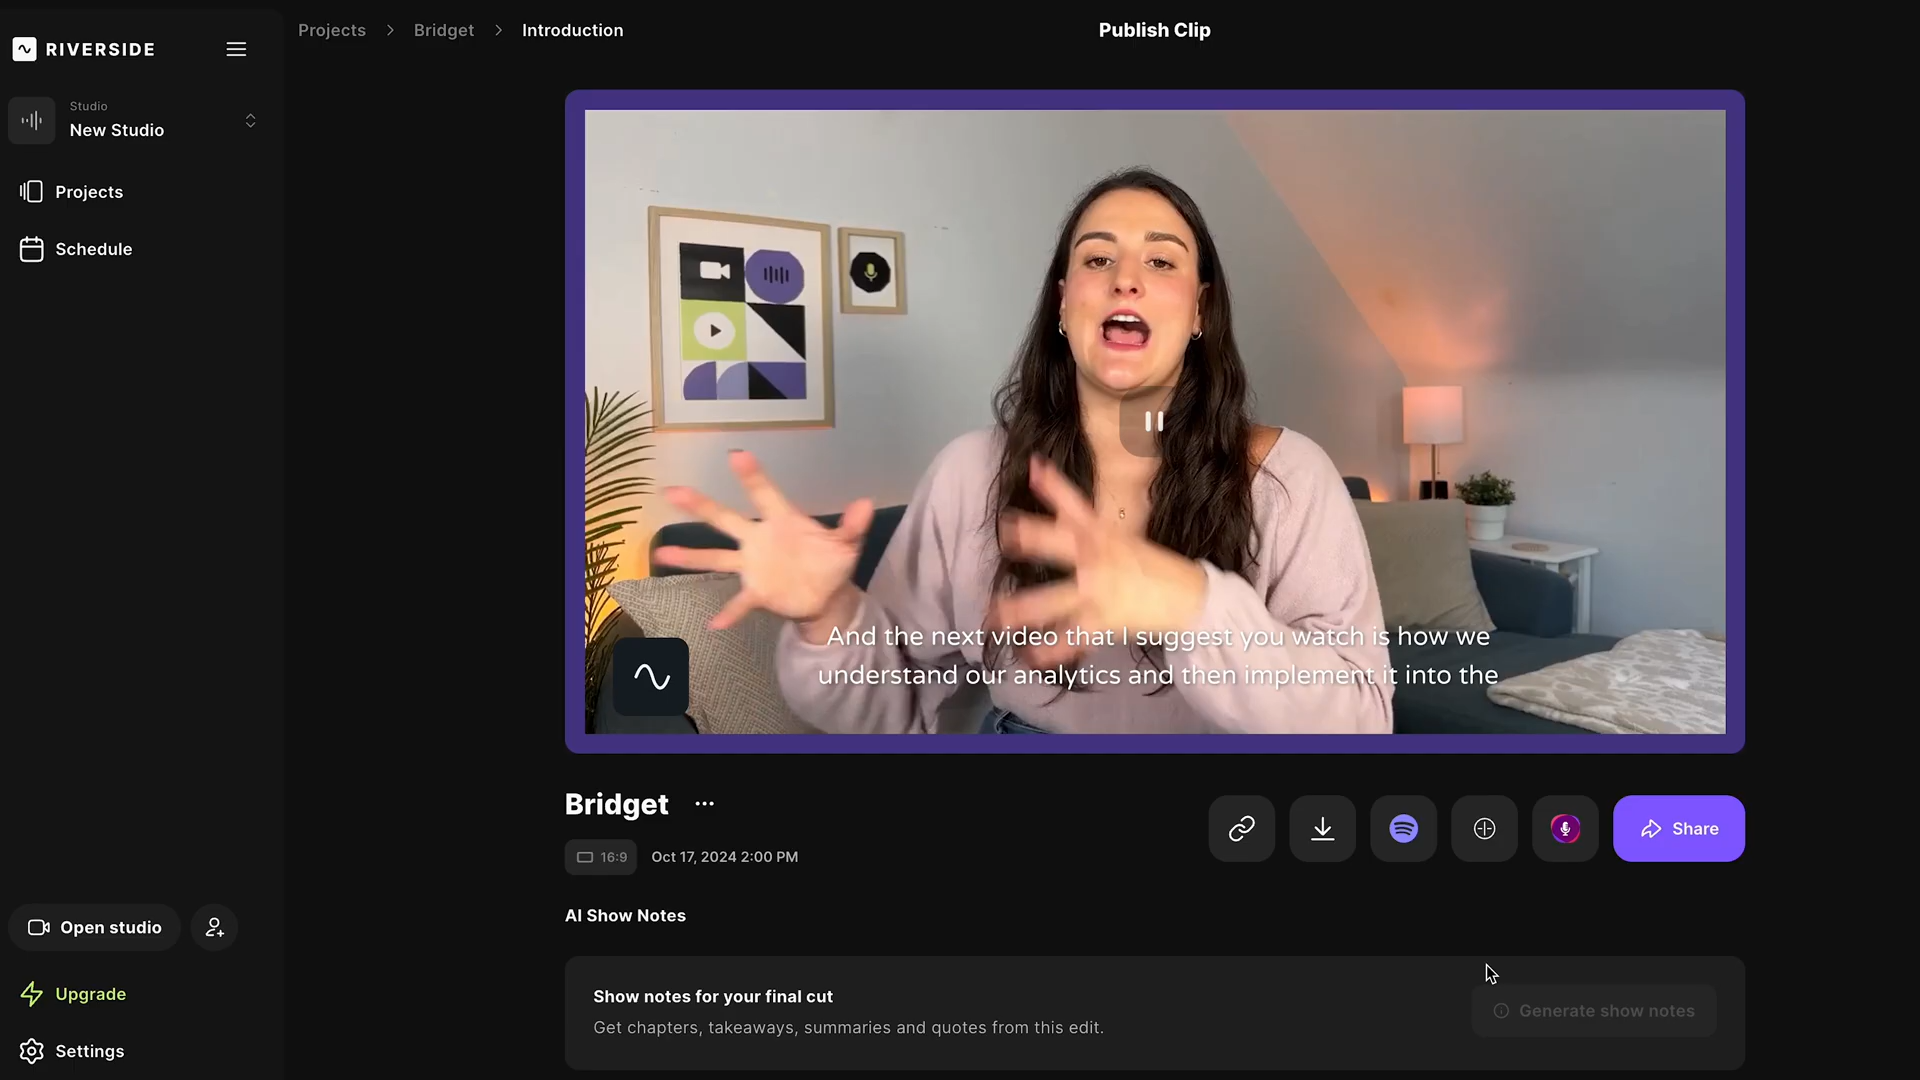 RIVERSIDE
Studio
New Studio
Projects
Schedule
Open studio
Upgrade
Settings
Projects > Bridget > Introduction
Publish Clip
And the next video that I suggest you watch is how we
understand our analytics and then implement it into the
Bridget
16:9
Oct 17, 2024 2:00 PM
Share
AI Show Notes
Show notes for your final cut
Get chapters, takeaways, summaries and quotes from this edit.
Generate show notes